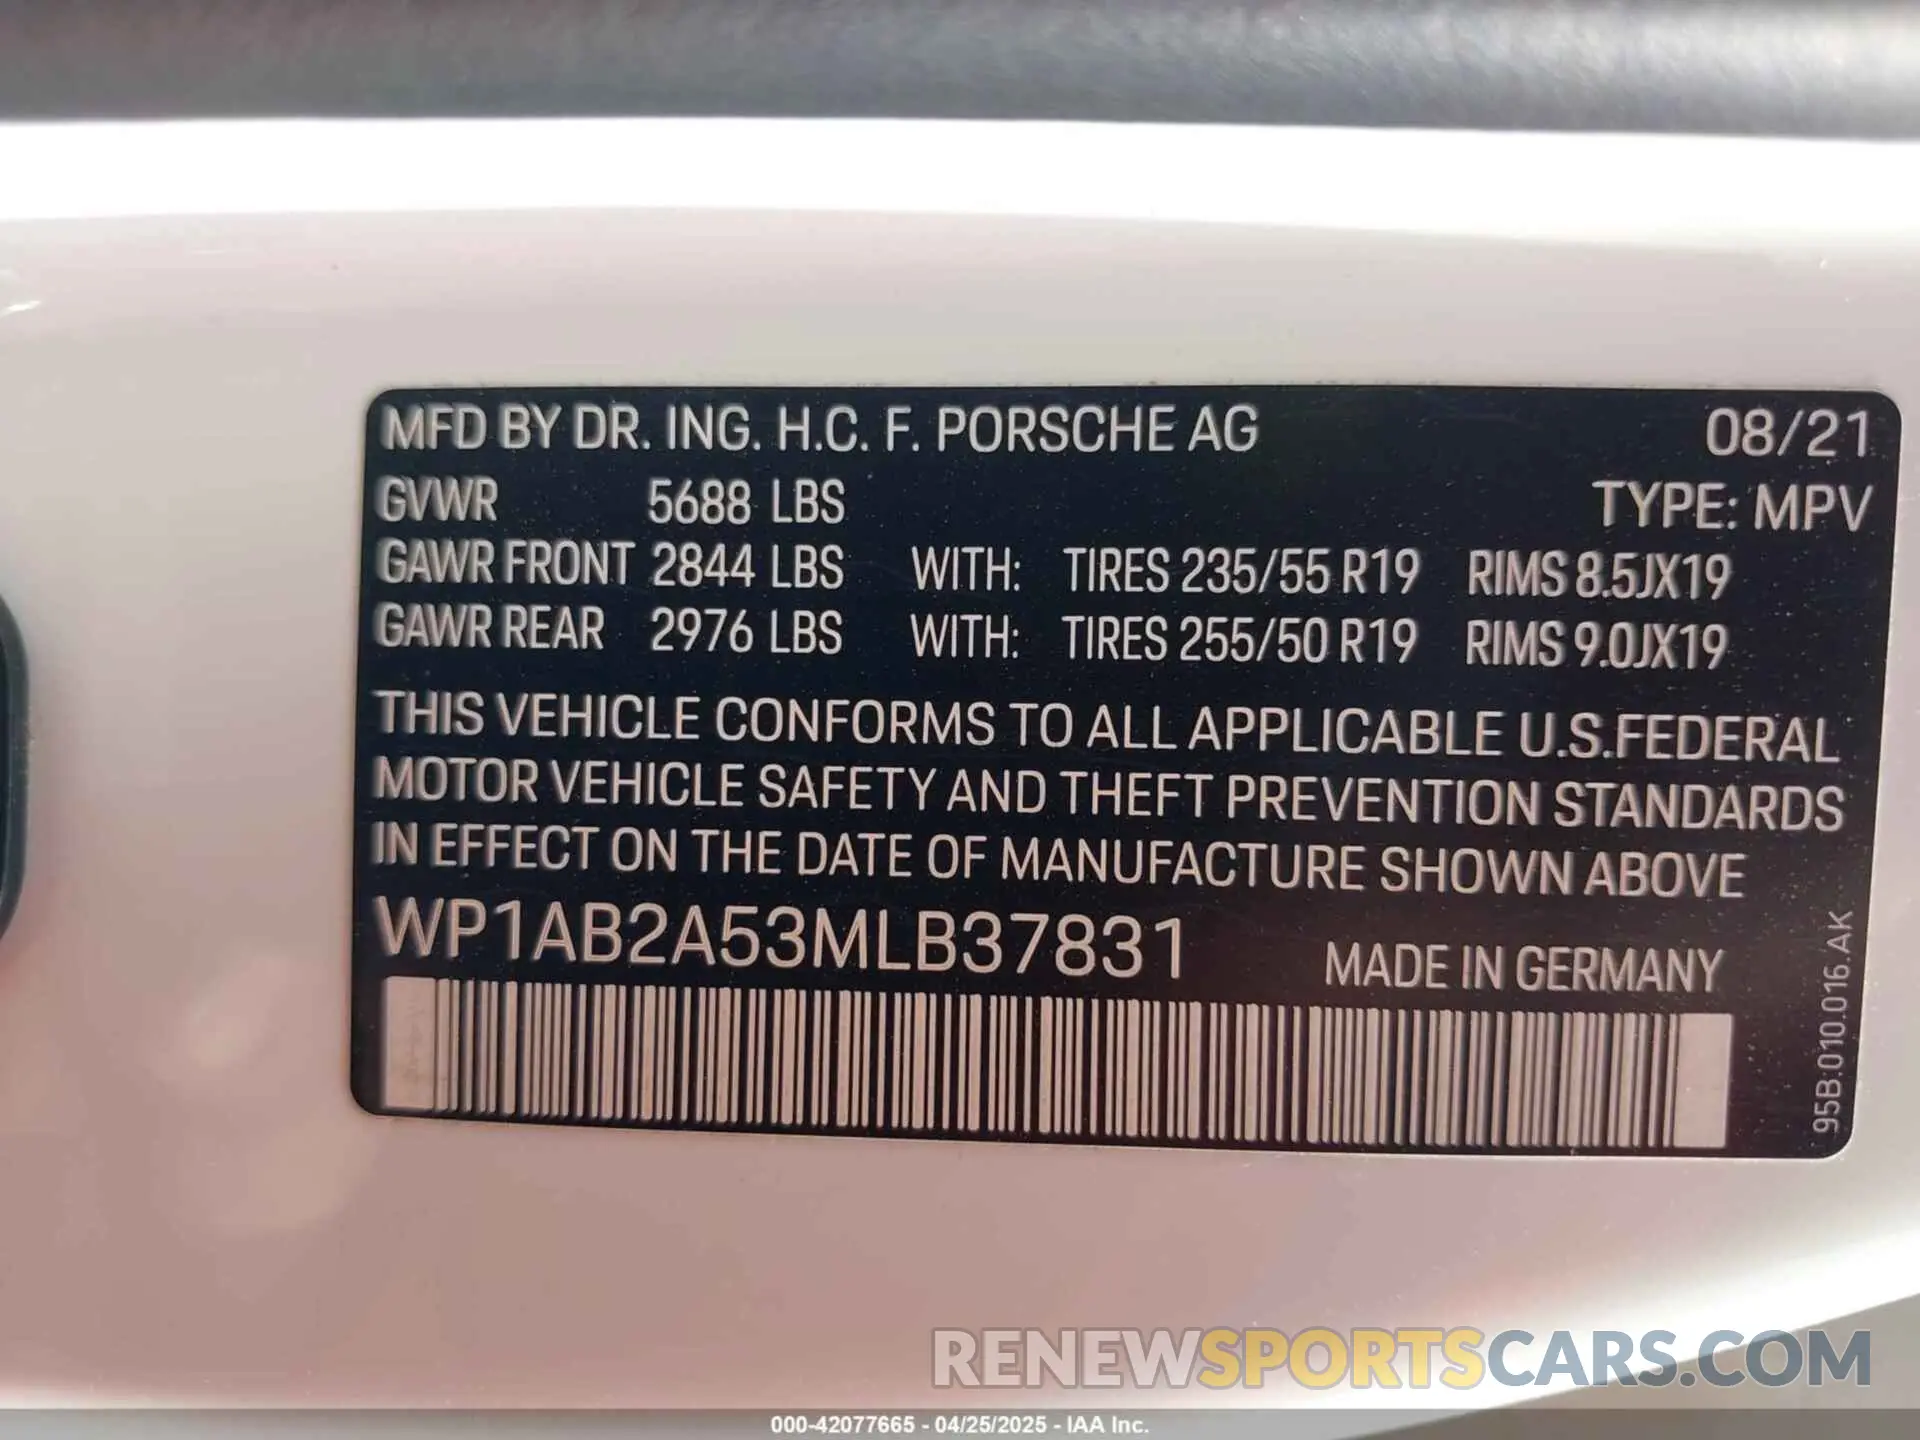 MFD BY DR. ING. H.C. F. PORSCHE AG 08/21
GVWR 5688 LBS TYPE: MPV
GAWR FRONT 2844 LBS WITH: TIRES 235/55 R19 RIMS 8.5JX19
GAWR REAR 2976 LBS WITH: TIRES 255/50 R19 RIMS 9.0JX19
THIS VEHICLE CONFORMS TO ALL APPLICABLE U.S.FEDERAL
MOTOR VEHICLE SAFETY AND THEFT PREVENTION STANDARDS
IN EFFECT ON THE DATE OF MANUFACTURE SHOWN ABOVE
WP1AB2A53MLB37831
MADE IN GERMANY
95B.010.016.AK
RENEWSPORTSCARS.COM
000-42077665 - 04/25/2025 - IAA Inc.